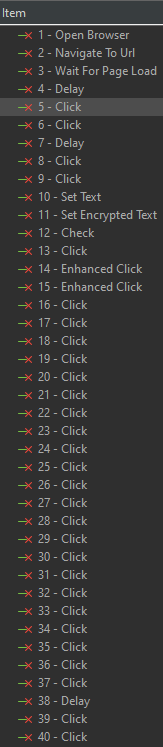 Item
1 - Open Browser
2 - Navigate To Url
3 - Wait For Page Load
4 - Delay
5 - Click
6 - Click
7 - Delay
8 - Click
9 - Click
10 - Set Text
11 - Set Encrypted Text
12 - Check
13 - Click
14 - Enhanced Click
15 - Enhanced Click
16 - Click
17 - Click
18 - Click
19 - Click
20 - Click
21 - Click
22 - Click
23 - Click
24 - Click
25 - Click
26 - Click
27 - Click
28 - Click
29 - Click
30 - Click
31 - Click
32 - Click
33 - Click
34 - Click
35 - Click
36 - Click
37 - Click
38 - Delay
39 - Click
40 - Click